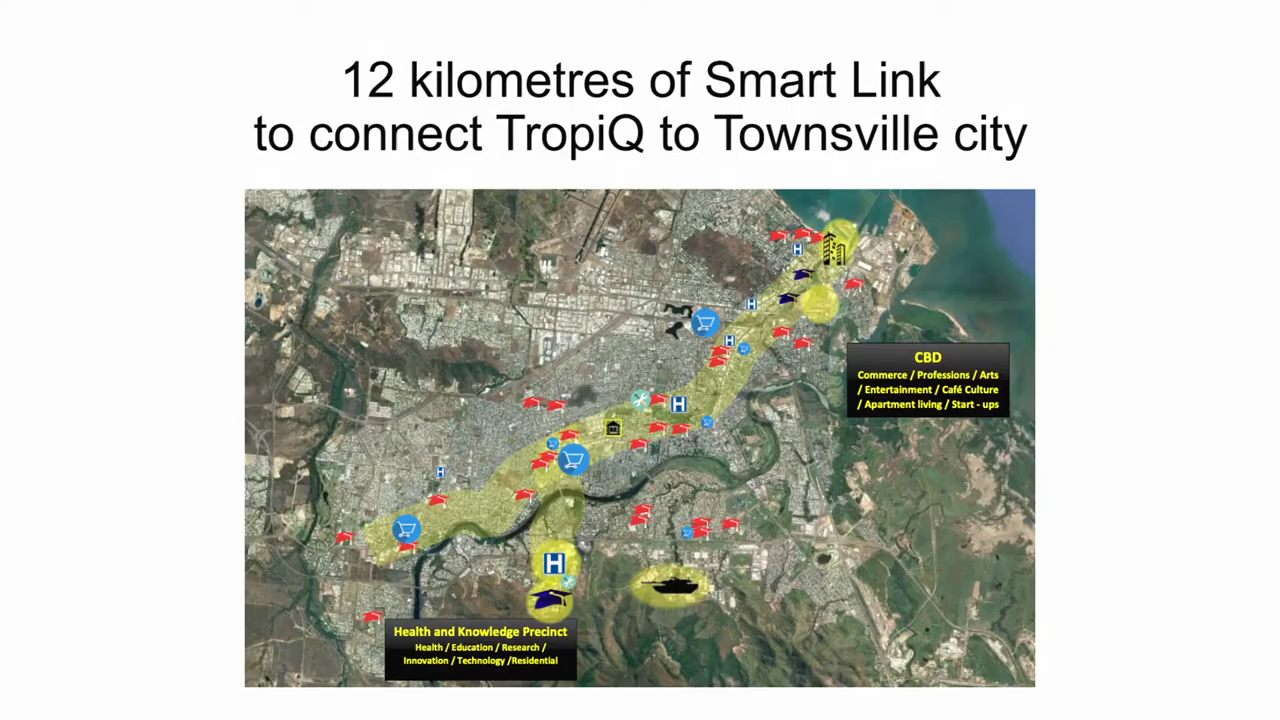 12 kilometres of Smart Link
to connect TropiQ to Townsville city
H
H
H
CBD
Commerce / Professions / Arts
/ Entertainment / Café Culture
/ Apartment living / Start - ups
H
H
H
Health and Knowledge Precinct
Health / Education / Research /
Innovation / Technology /Residential